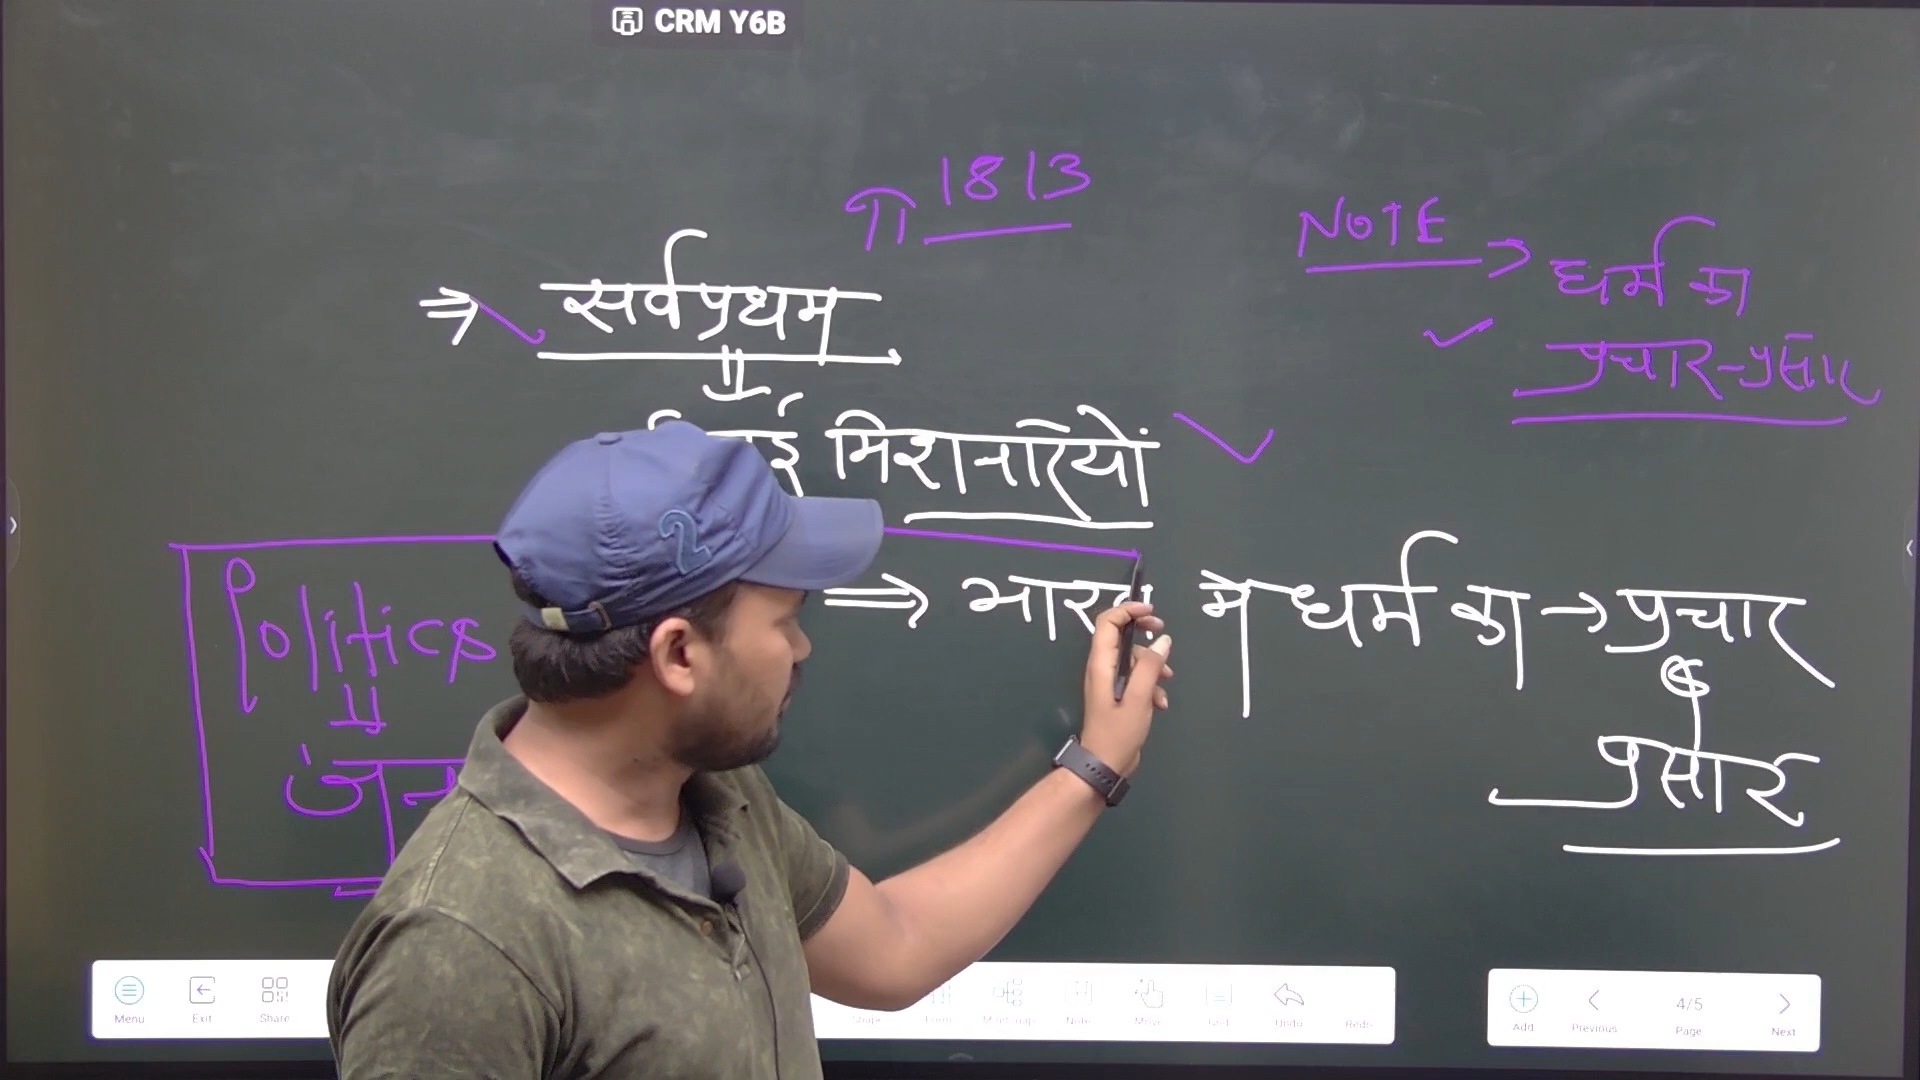 CRM Y6B
1813
NOTE → धर्म का
प्रचार-प्रसार
⇒ सर्वप्रथम
मिशनारियों
Politics
⇒ भारत में धर्म का → प्रचार
&
प्रसार
Menu Exit Share Undo Redo
Add Previous 4/5 Page Next